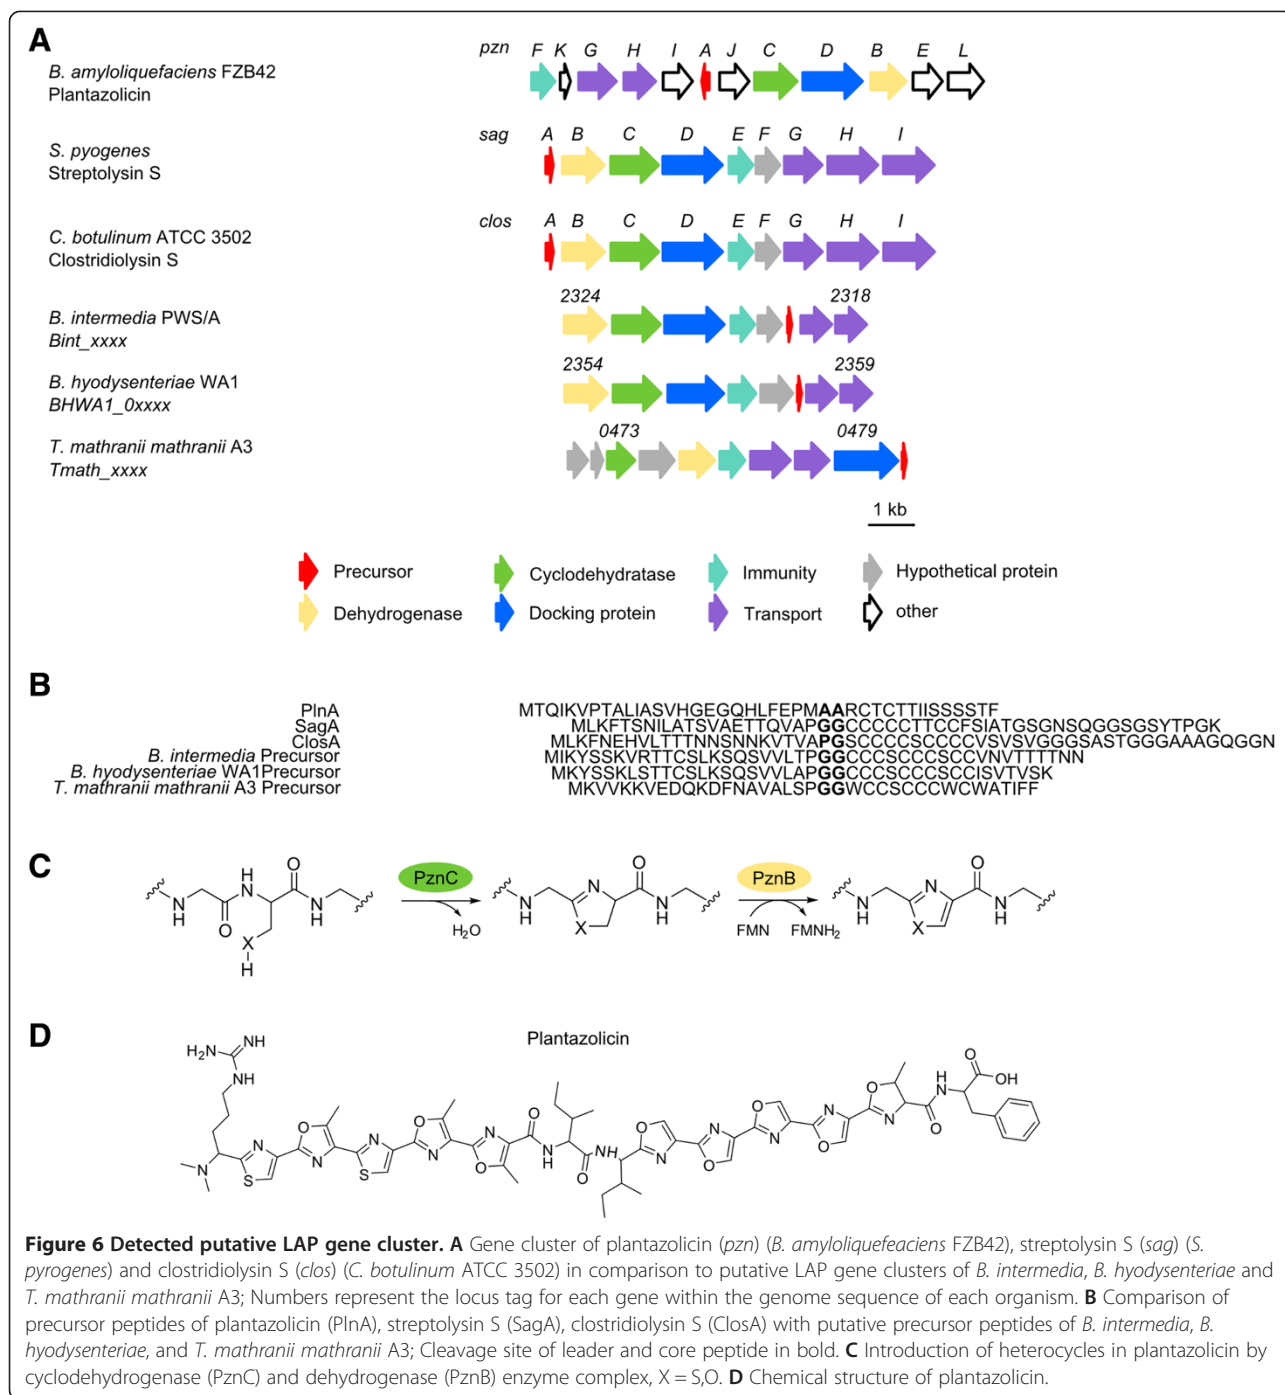 A
pzn F K G H I A J C D B E L
B. amyloliquefaciens FZB42
Plantazolicin
sag A B C D E F G H I
S. pyogenes
Streptolysin S
clos A B C D E F G H I
C. botulinum ATCC 3502
Clostridiolysin S
2324 2318
B. intermedia PWS/A
Bint_xxxx
2354 2359
B. hyodysenteriae WA1
BHWA1_0xxxx
0473 0479
T. mathranii mathranii A3
Tmath_xxxx
1 kb
Precursor Cyclodehydratase Immunity Hypothetical protein
Dehydrogenase Docking protein Transport other
B
PlnA MTQIKVPTALIASVHGEGQHLFEPMAARCTCTTIISSSSTF
SagA MLKFTSNILATSVAETTQVAPGGCCCCCTTCCFSIATGSGNSQGGSGSYTPGK
ClosA MLKFNEHVLTTTNNSNNKVTVAPGSCCCCSCCCCVSVSVGGGSASTGGGAAAGQGGN
B. intermedia Precursor MIKYSSKVRTTCSLKSQSVVLTPGGCCCSCCCSCCVNVTTTTNN
B. hyodysenteriae WA1Precursor MKYSSKLSTTCSLKSQSVVLAPGGCCCSCCCSCCISVTVSK
T. mathranii mathranii A3 Precursor MKVVKKVEDQKDFNAVALSPGGWCCSCCCWCWATIFF
C
N H O H N X H O H N
PznC
H2O
N H N X O H N
PznB
FMN FMNH2
N H N X O H N
D
Plantazolicin
H2N NH NH N S N O N S N O N O N O NH O HN N O N O N O N O N O O H N O OH
Figure 6 Detected putative LAP gene cluster. A Gene cluster of plantazolicin (pzn) (B. amyloliquefeaciens FZB42), streptolysin S (sag) (S.
pyrogenes) and clostridiolysin S (clos) (C. botulinum ATCC 3502) in comparison to putative LAP gene clusters of B. intermedia, B. hyodysenteriae and
T. mathranii mathranii A3; Numbers represent the locus tag for each gene within the genome sequence of each organism. B Comparison of
precursor peptides of plantazolicin (PlnA), streptolysin S (SagA), clostridiolysin S (ClosA) with putative precursor peptides of B. intermedia, B.
hyodysenteriae, and T. mathranii mathranii A3; Cleavage site of leader and core peptide in bold. C Introduction of heterocycles in plantazolicin by
cyclodehydrogenase (PznC) and dehydrogenase (PznB) enzyme complex, X = S,O. D Chemical structure of plantazolicin.